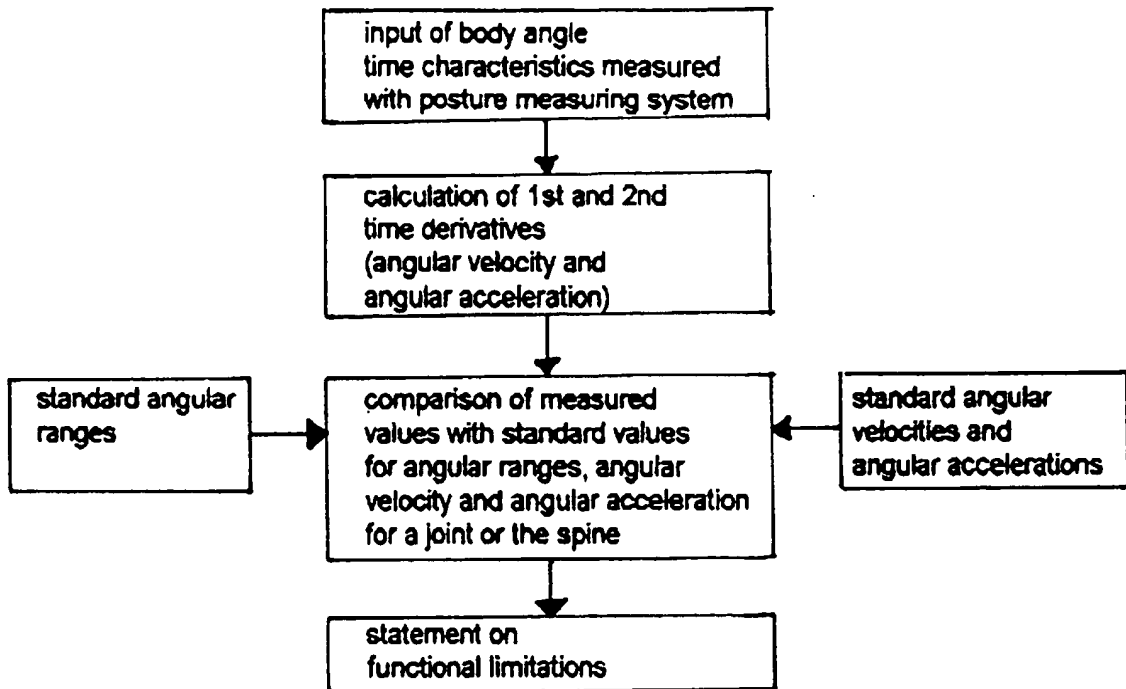 input of body angle
time characteristics measured
with posture measuring system
calculation of 1st and 2nd
time derivatives
(angular velocity and
angular acceleration)
standard angular
ranges
comparison of measured
values with standard values
for angular ranges, angular
velocity and angular acceleration
for a joint or the spine
standard angular
velocities and
angular accelerations
statement on
functional limitations